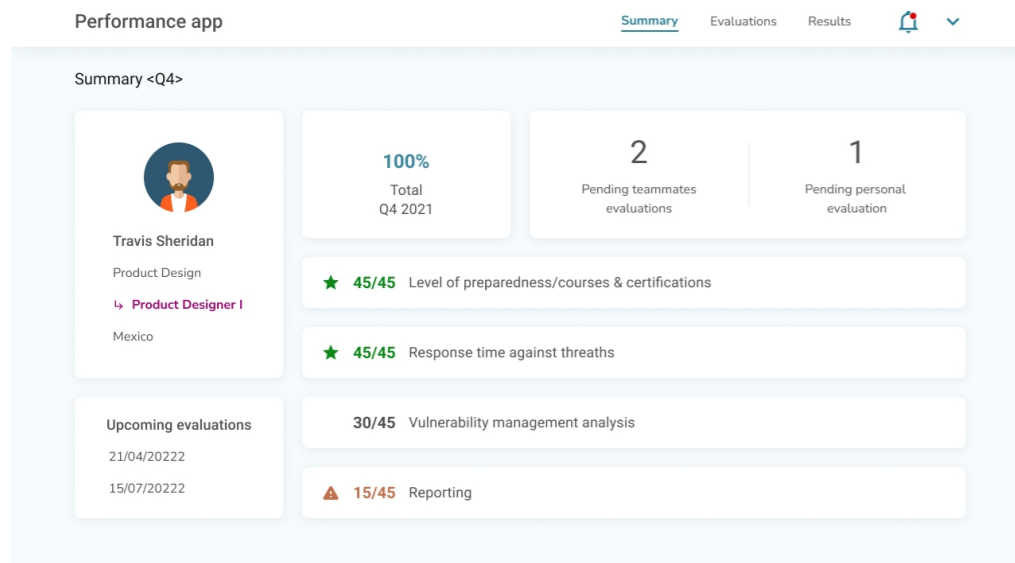 Performance app
Summary
Evaluations
Results
Summary <Q4>
Travis Sheridan
Product Design
↳ Product Designer I
Mexico
Upcoming evaluations
21/04/20222
15/07/20222
100%
Total
Q4 2021
2
Pending teammates
evaluations
1
Pending personal
evaluation
45/45 Level of preparedness/courses & certifications
45/45 Response time against threaths
30/45 Vulnerability management analysis
15/45 Reporting